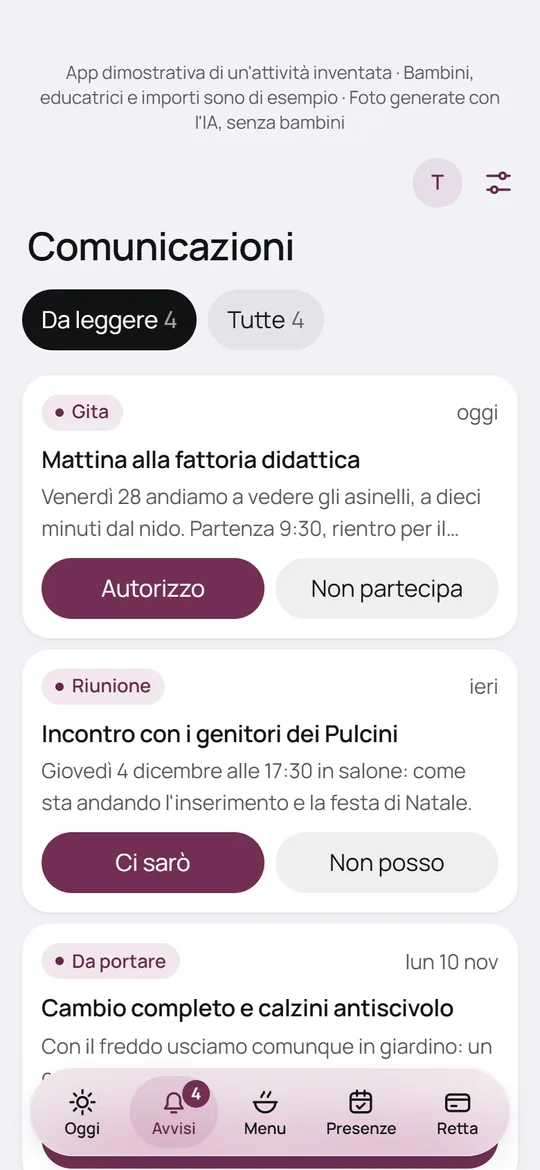 App dimostrativa di un'attività inventata · Bambini,
educatrici e importi sono di esempio · Foto generate con
l'IA, senza bambini
T
Comunicazioni
Da leggere 4
Tutte 4
Gita
oggi
Mattina alla fattoria didattica
Venerdì 28 andiamo a vedere gli asinelli, a dieci
minuti dal nido. Partenza 9:30, rientro per il…
Autorizzo
Non partecipa
Riunione
ieri
Incontro con i genitori dei Pulcini
Giovedì 4 dicembre alle 17:30 in salone: come
sta andando l'inserimento e la festa di Natale.
Ci sarò
Non posso
Da portare
lun 10 nov
Cambio completo e calzini antiscivolo
Con il freddo usciamo comunque in giardino: un
4
Oggi
Avvisi
Menu
Presenze
Retta